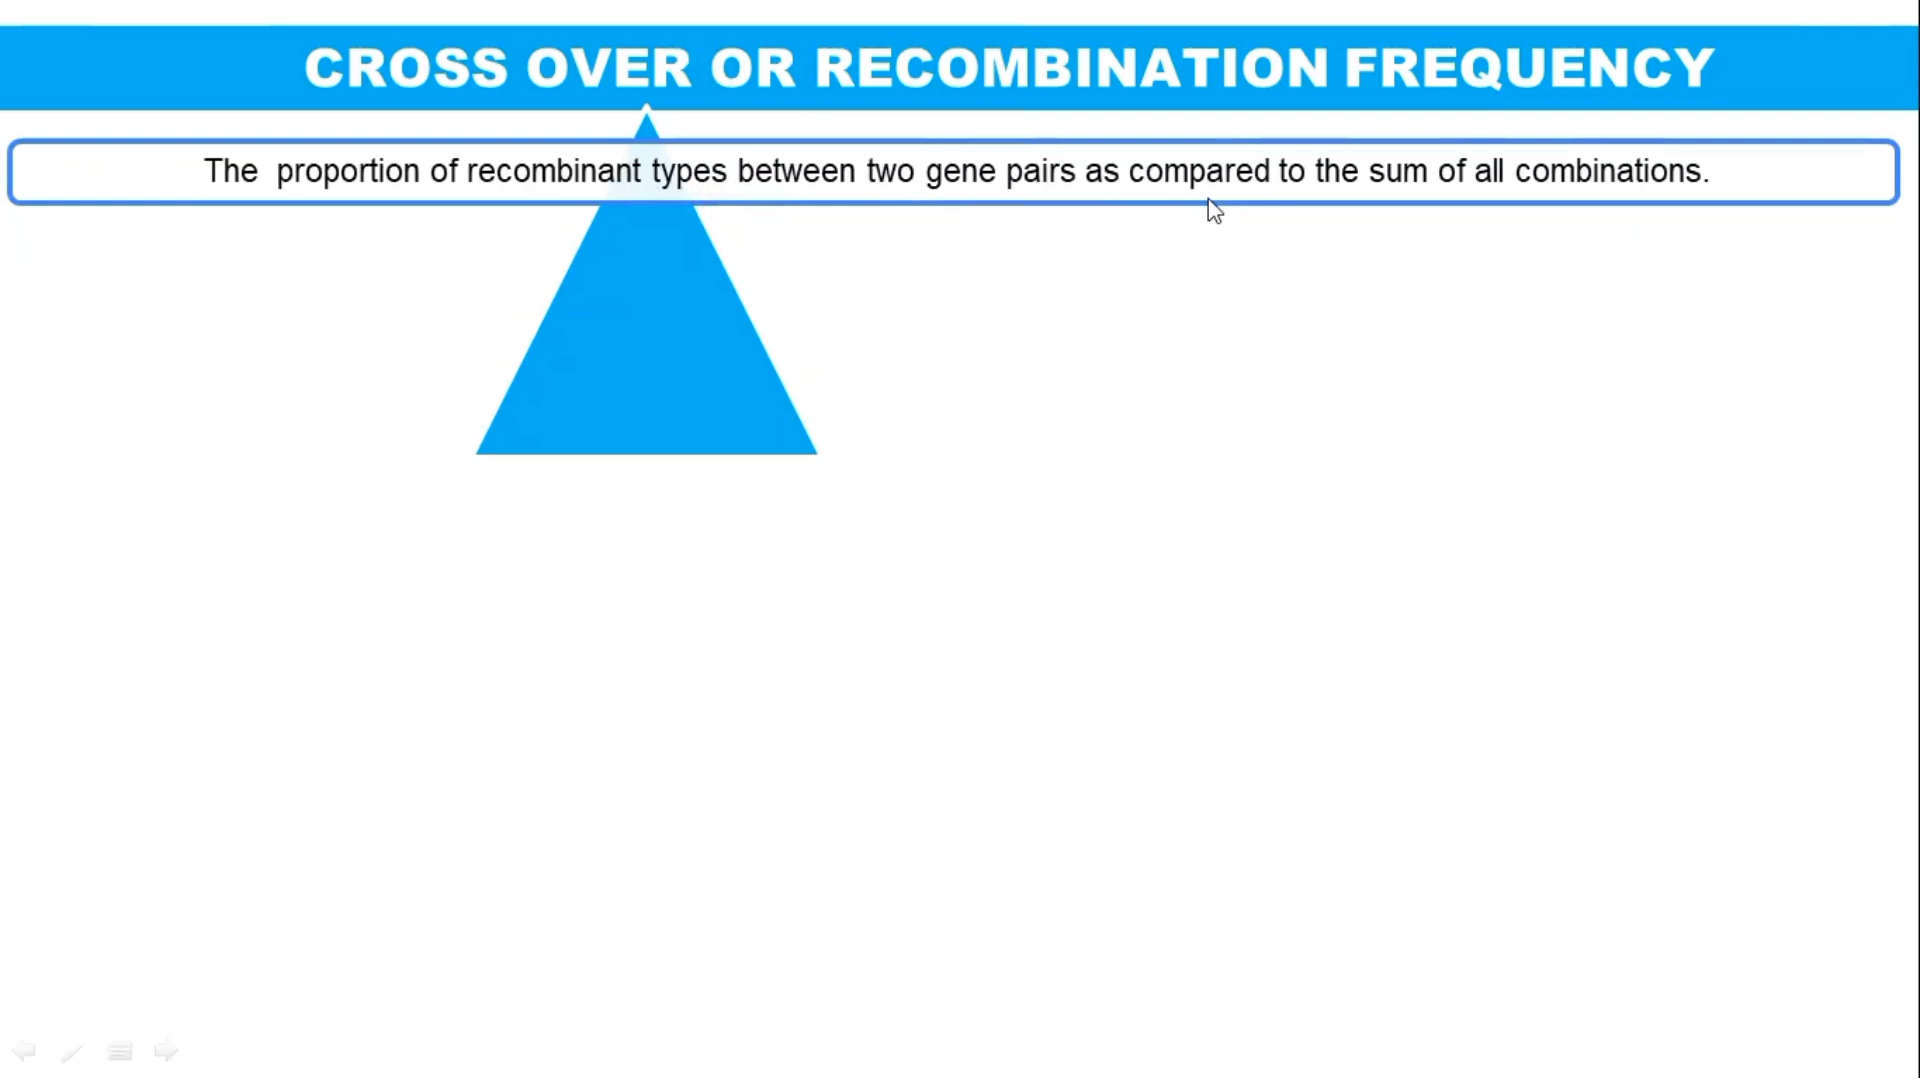 CROSS OVER OR RECOMBINATION FREQUENCY
The proportion of recombinant types between two gene pairs as compared to the sum of all combinations.